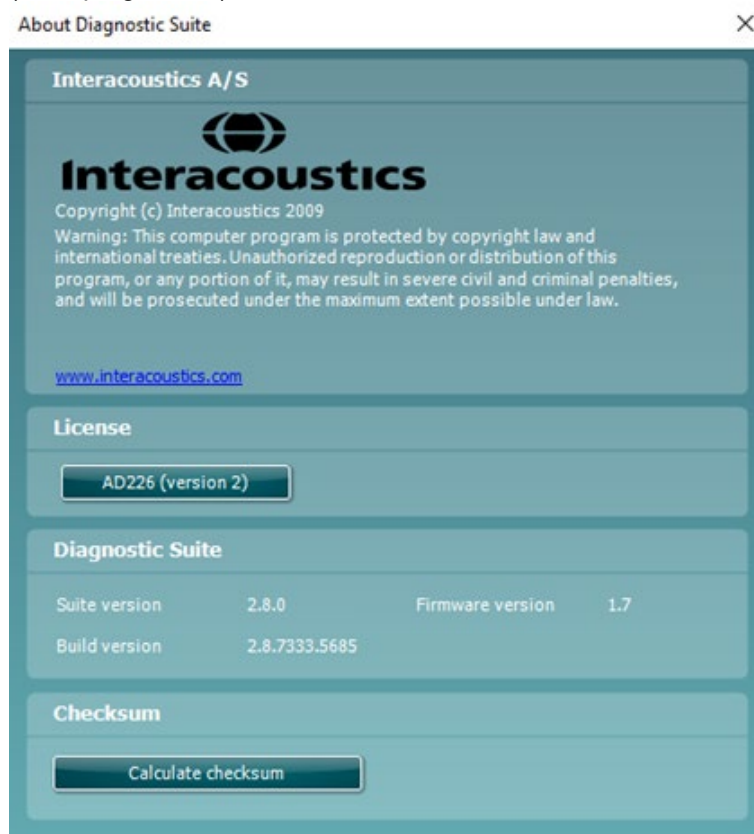 About Diagnostic Suite
Interacoustics A/S
Interacoustics
Copyright (c) Interacoustics 2009
Warning: This computer program is protected by copyright law and
international treaties. Unauthorized reproduction or distribution of this
program, or any portion of it, may result in severe civil and criminal penalties,
and will be prosecuted under the maximum extent possible under law.
www.interacoustics.com
License
AD226 (version 2)
Diagnostic Suite
Suite version 2.8.0 Firmware version 1.7
Build version 2.8.7333.5685
Checksum
Calculate checksum